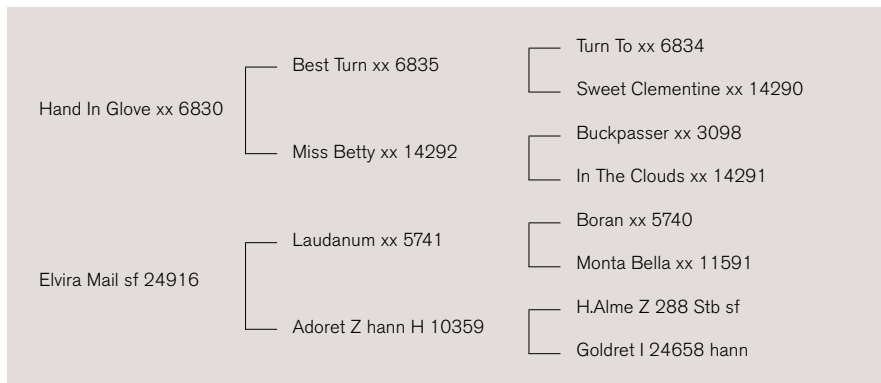 Turn To xx 6834
Best Turn xx 6835
Sweet Clementine xx 14290
Hand In Glove xx 6830
Buckpasser xx 3098
Miss Betty xx 14292
In The Clouds xx 14291
Boran xx 5740
Laudanum xx 5741
Monta Bella xx 11591
Elvira Mail sf 24916
H.Alme Z 288 Stb sf
Adoret Z hann H 10359
Goldret I 24658 hann